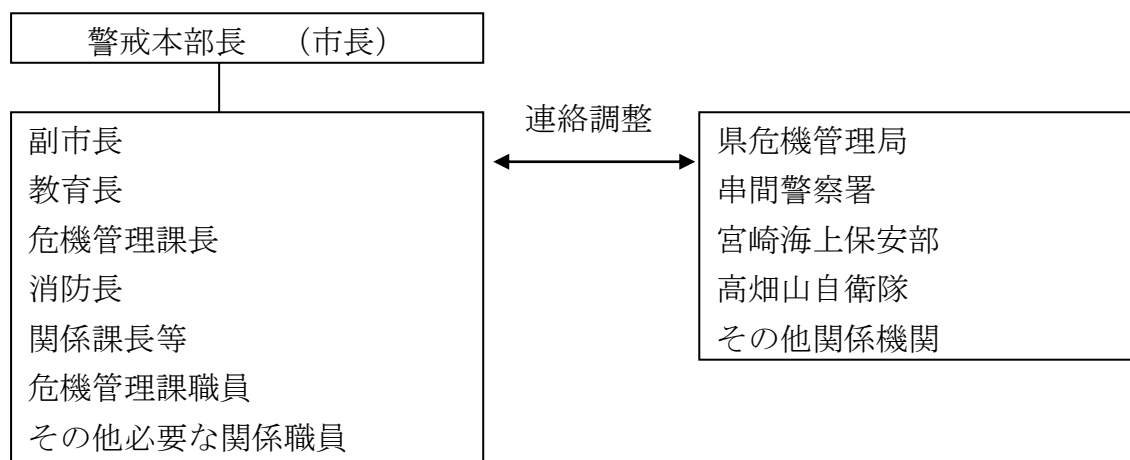 警戒本部長　（市長）
副市長
教育長
危機管理課長
消防長
関係課長等
危機管理課職員
その他必要な関係職員
連絡調整
県危機管理局
串間警察署
宮崎海上保安部
高畑山自衛隊
その他関係機関